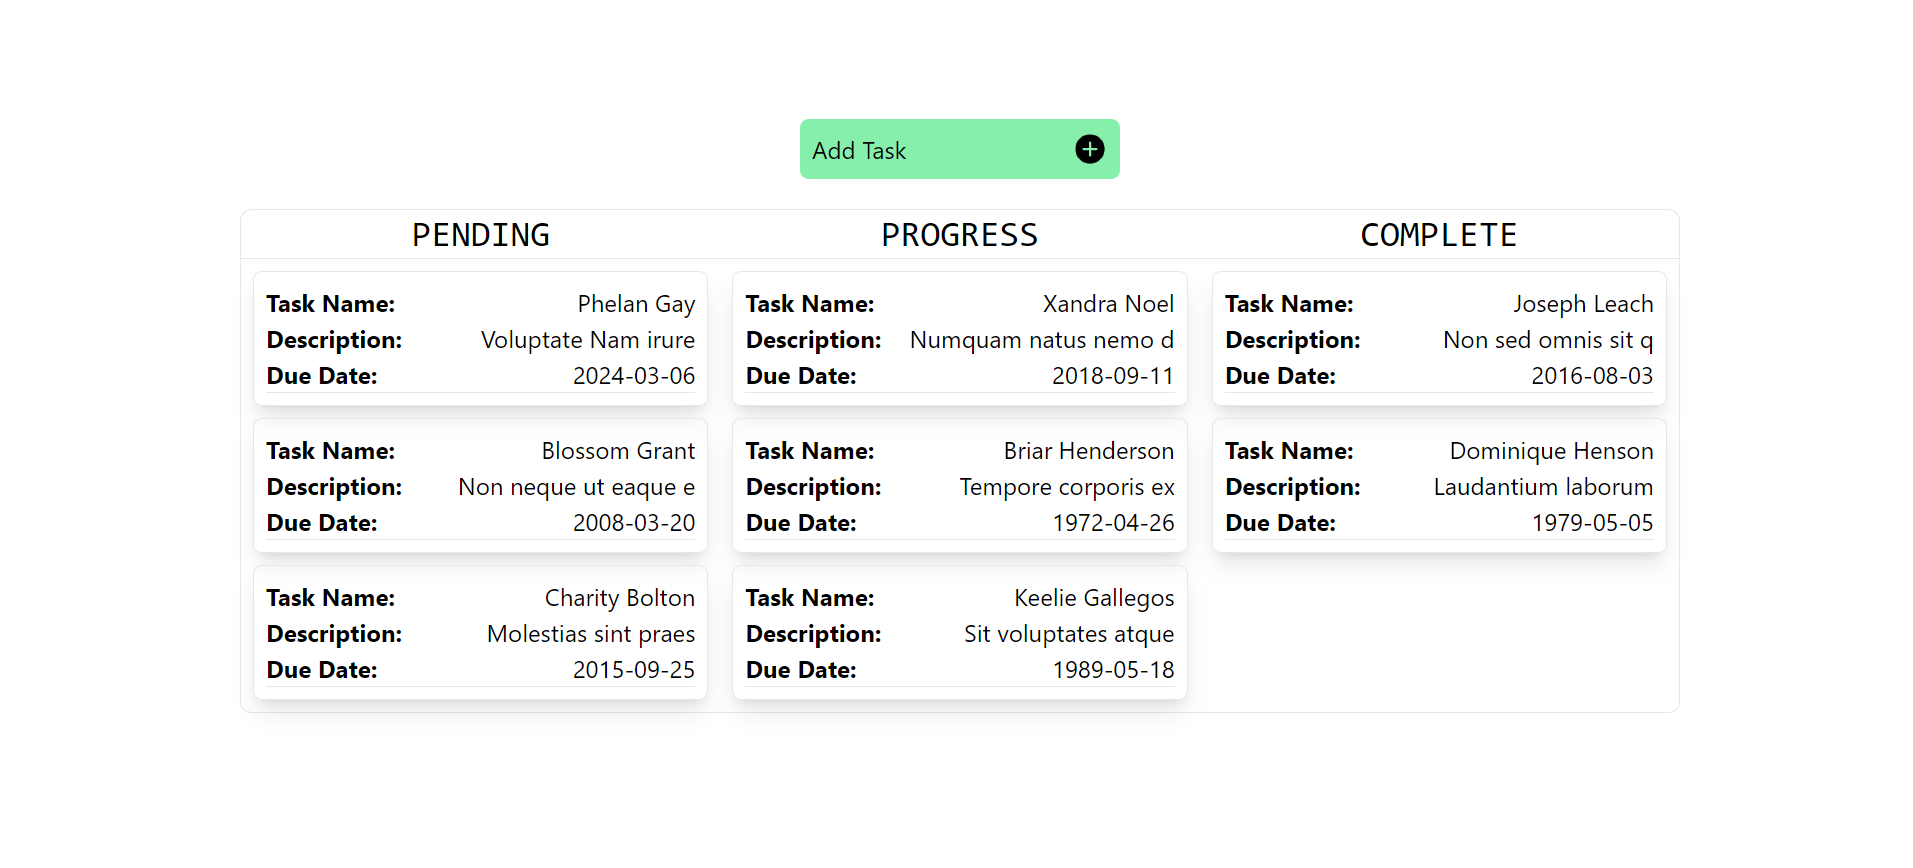 Add Task
PENDING
Task Name: Phelan Gay
Description: Voluptate Nam irure
Due Date: 2024-03-06
Task Name: Blossom Grant
Description: Non neque ut eaque e
Due Date: 2008-03-20
Task Name: Charity Bolton
Description: Molestias sint praes
Due Date: 2015-09-25
PROGRESS
Task Name: Xandra Noel
Description: Numquam natus nemo d
Due Date: 2018-09-11
Task Name: Briar Henderson
Description: Tempore corporis ex
Due Date: 1972-04-26
Task Name: Keelie Gallegos
Description: Sit voluptates atque
Due Date: 1989-05-18
COMPLETE
Task Name: Joseph Leach
Description: Non sed omnis sit q
Due Date: 2016-08-03
Task Name: Dominique Henson
Description: Laudantium laborum
Due Date: 1979-05-05